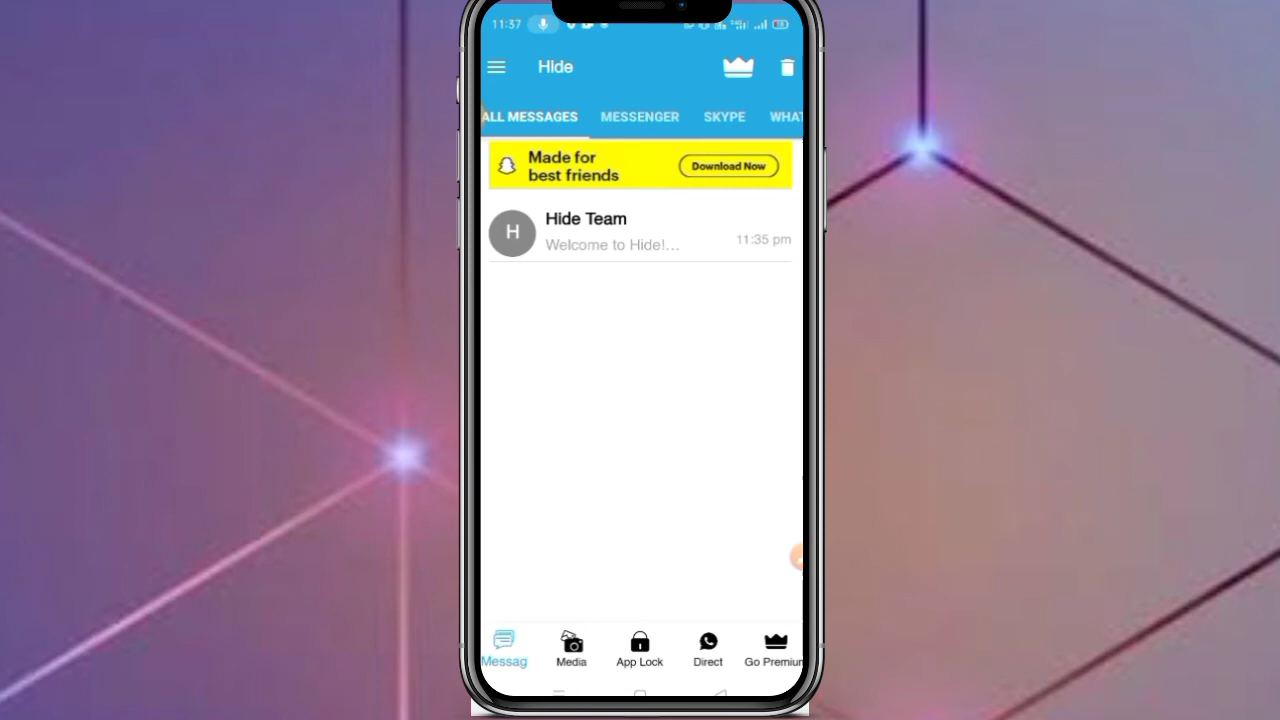 11:37
HIde
ALL MESSAGES MESSENGER SKYPE WHAT
Made for
best friends
Download Now
Hide Team
Welcome to Hide!...
11:35 pm
H
Messag Media App Lock Direct Go Premium